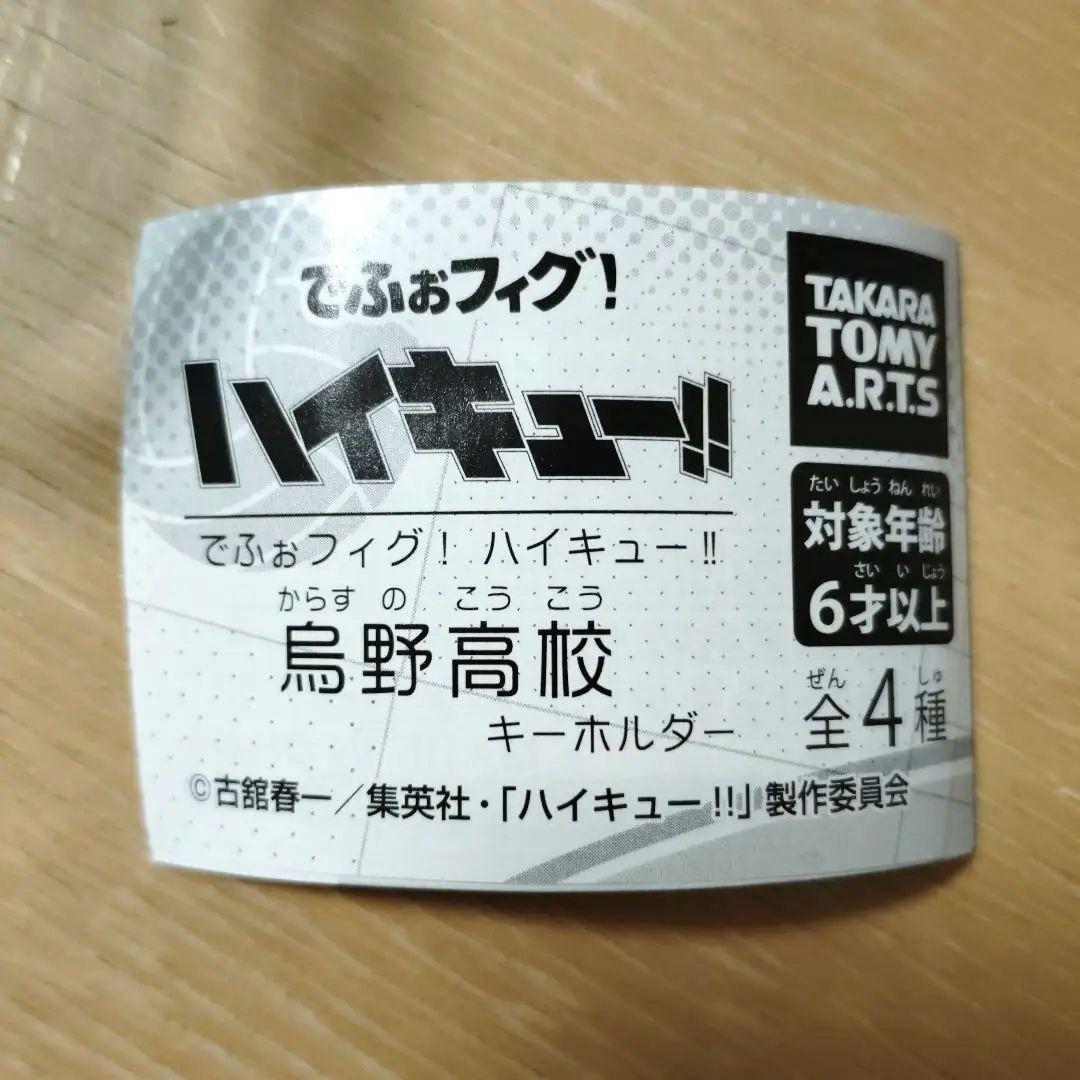 でふぉフィグ!
ハイキュー!!
でふぉフィグ! ハイキュー!!
からすの こうこう
烏野高校
キーホルダー
©古舘春一/集英社・「ハイキュー!!」製作委員会
TAKARA
TOMY
A.R.T.S
たいしょうねんれい
対象年齢
さいいじょう
6才以上
ぜん しゅ
全4種